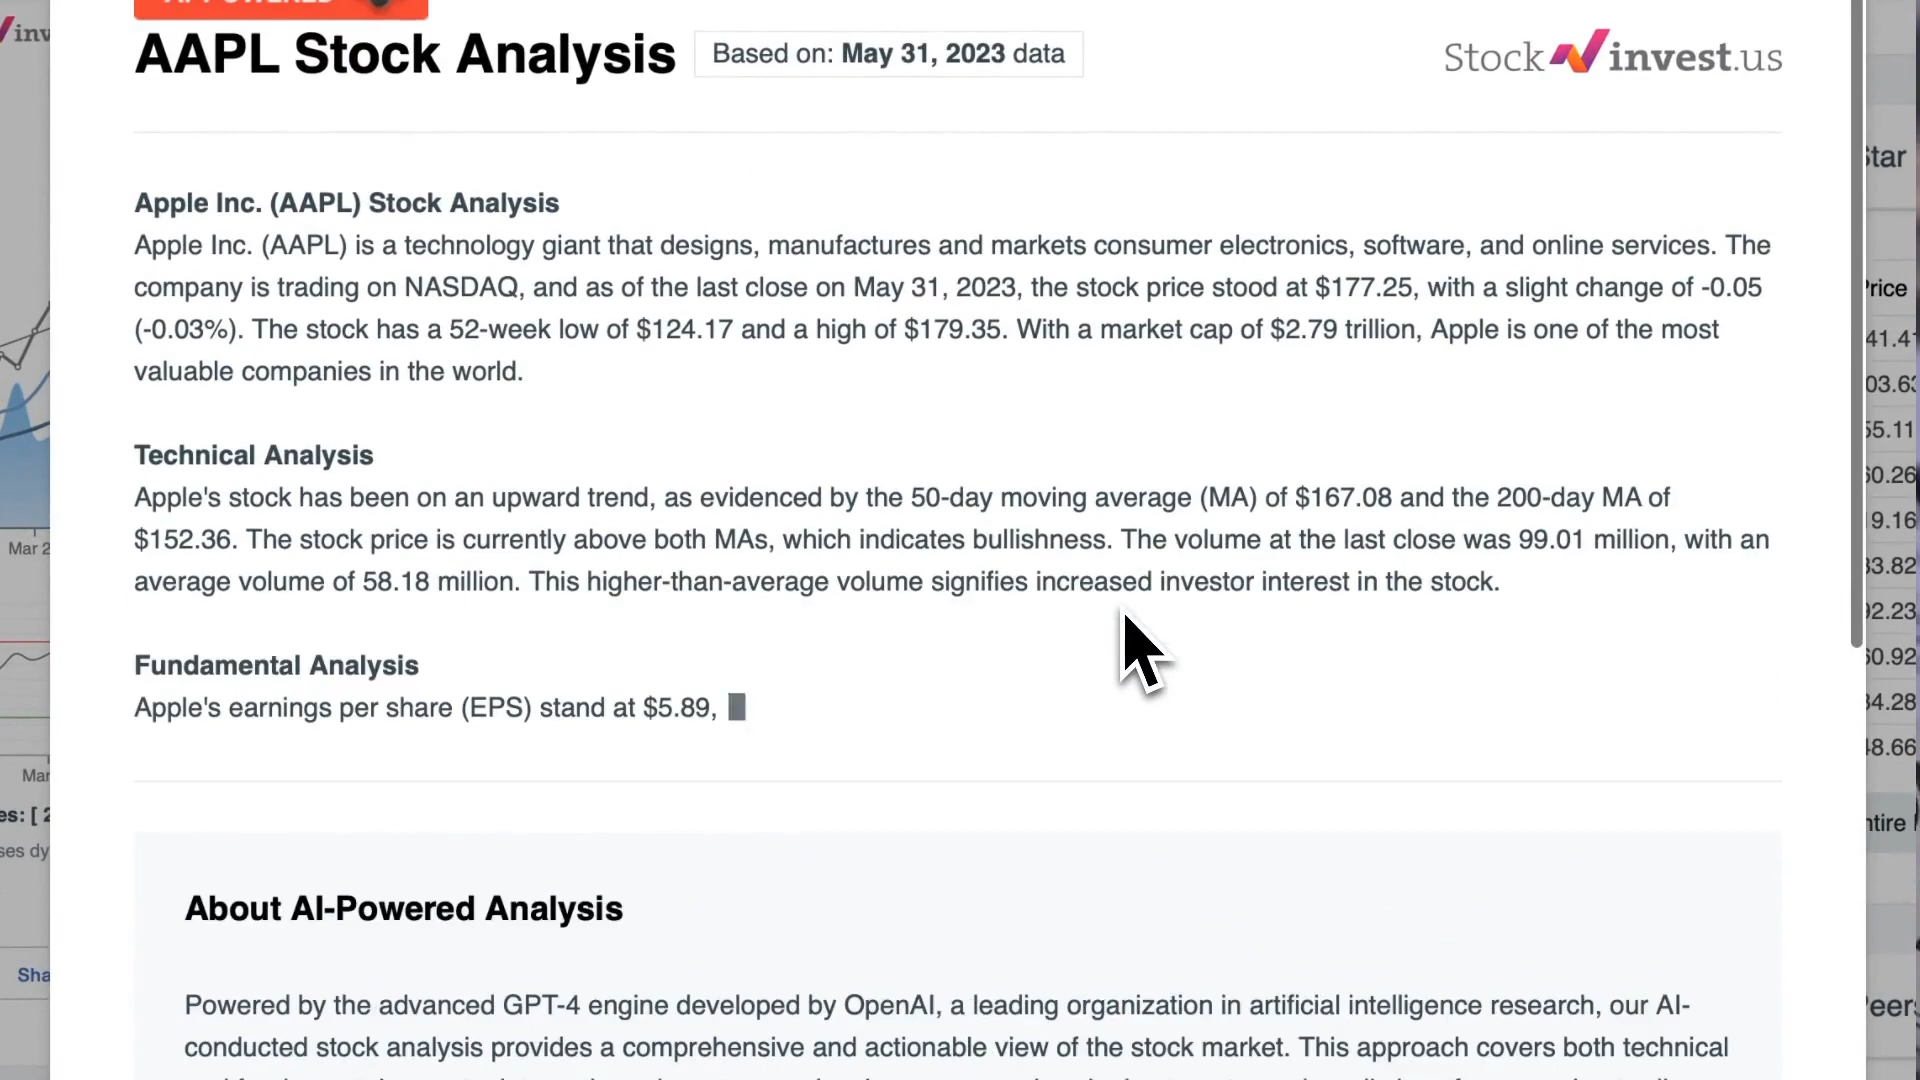 AAPL Stock Analysis
Based on: May 31, 2023 data
Stock invest.us
Apple Inc. (AAPL) Stock Analysis
Apple Inc. (AAPL) is a technology giant that designs, manufactures and markets consumer electronics, software, and online services. The
company is trading on NASDAQ, and as of the last close on May 31, 2023, the stock price stood at $177.25, with a slight change of -0.05
(-0.03%). The stock has a 52-week low of $124.17 and a high of $179.35. With a market cap of $2.79 trillion, Apple is one of the most
valuable companies in the world.
Technical Analysis
Apple's stock has been on an upward trend, as evidenced by the 50-day moving average (MA) of $167.08 and the 200-day MA of
$152.36. The stock price is currently above both MAs, which indicates bullishness. The volume at the last close was 99.01 million, with an
average volume of 58.18 million. This higher-than-average volume signifies increased investor interest in the stock.
Fundamental Analysis
Apple's earnings per share (EPS) stand at $5.89,
About AI-Powered Analysis
Powered by the advanced GPT-4 engine developed by OpenAI, a leading organization in artificial intelligence research, our AI-
conducted stock analysis provides a comprehensive and actionable view of the stock market. This approach covers both technical